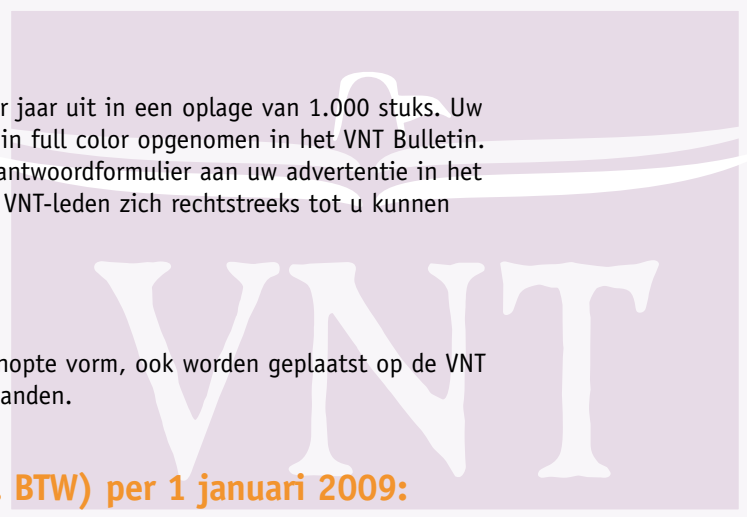 r jaar uit in een oplage van 1.000 stuks. Uw
in full color opgenomen in het VNT Bulletin.
antwoordformulier aan uw advertentie in het
VNT-leden zich rechtstreeks tot u kunnen
nopte vorm, ook worden geplaatst op de VNT
anden.
. BTW) per 1 januari 2009:
VNT